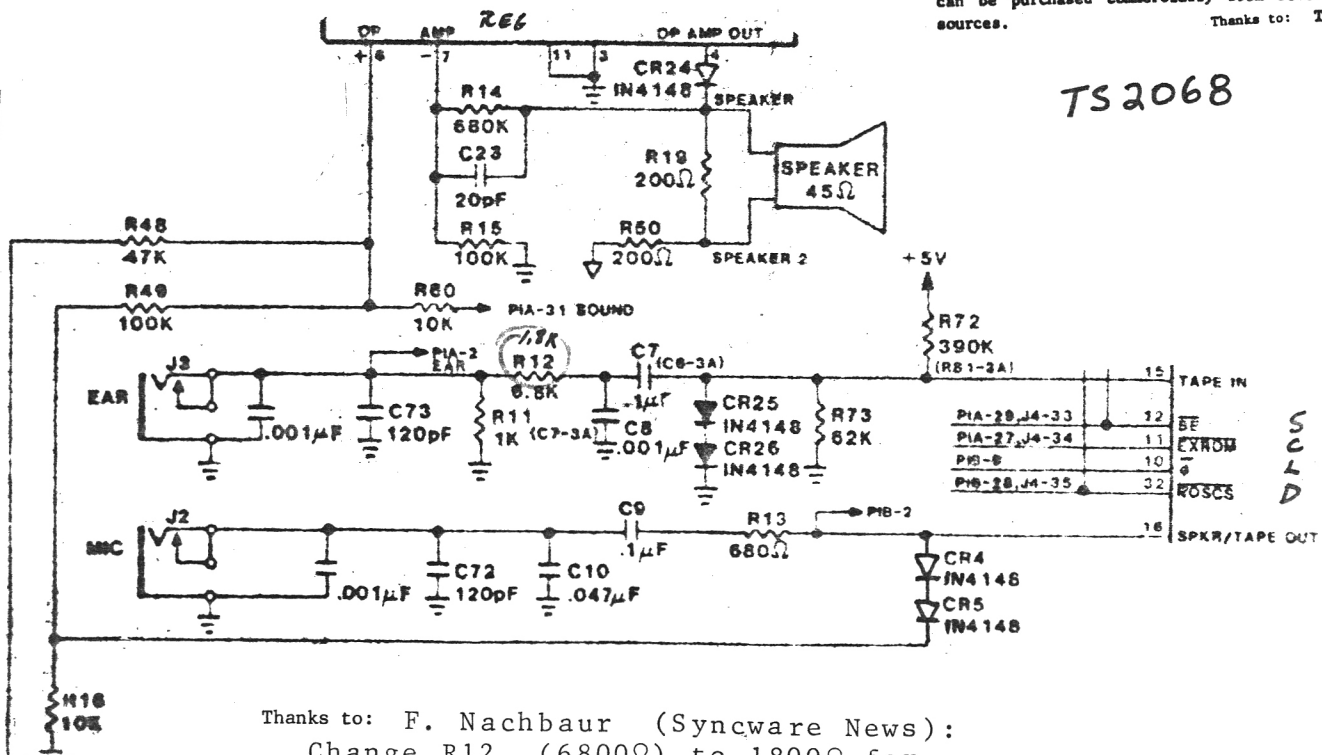 can be purchased commercially from
sources. Thanks to: T
TS2068
REG
OP AMP OP AMP OUT
+ 6 - 7 11 3 4
CR24
IN4148
SPEAKER
R14
680K
C23
20pF
R19
200Ω
SPEAKER
45Ω
R48
47K
R15
100K
R50
200Ω
SPEAKER 2
+5V
R49
100K
R60
10K
PIA-31 SOUND
R72
390K
(R81-3A)
1.8K
PIA-2
EAR
R12
6.8K
C7
(C6-3A)
.1µF
J3
EAR
.001µF
C73
120pF
R11
1K
(C7-3A)
C8
.001µF
CR25
IN4148
CR26
IN4148
R73
62K
15 TAPE IN
PIA-29,J4-33 12 BE
PIA-27,J4-34 11 EXROM
10
PIB-28,J4-35 32 ROSCS
S
C
L
D
J2
MIC
.001µF
C72
120pF
C10
.047µF
C9
.1µF
R13
680Ω
PIB-2
16 SPKR/TAPE OUT
CR4
IN4148
CR5
IN4148
R16
10K
Thanks to: F. Nachbaur (Syncware News):
Change R12 (6800Ω) to 1800Ω for